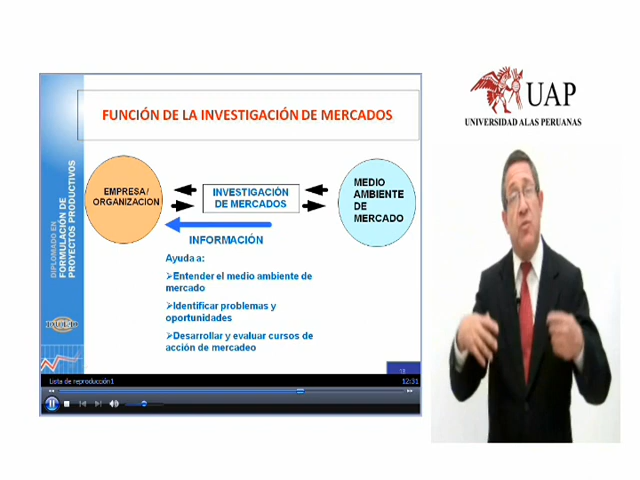 FUNCIÓN DE LA INVESTIGACIÓN DE MERCADOS
EMPRESA/
ORGANIZACION
INVESTIGACIÓN
DE MERCADOS
MEDIO
AMBIENTE
DE
MERCADO
INFORMACIÓN
Ayuda a:
➢Entender el medio ambiente de
mercado
➢Identificar problemas y
oportunidades
➢Desarrollar y evaluar cursos de
acción de mercadeo
DIPLOMADO EN
FORMULACIÓN DE
PROYECTOS PRODUCTIVOS
Lista de reproducción1
12:31
UAP
UNIVERSIDAD ALAS PERUANAS